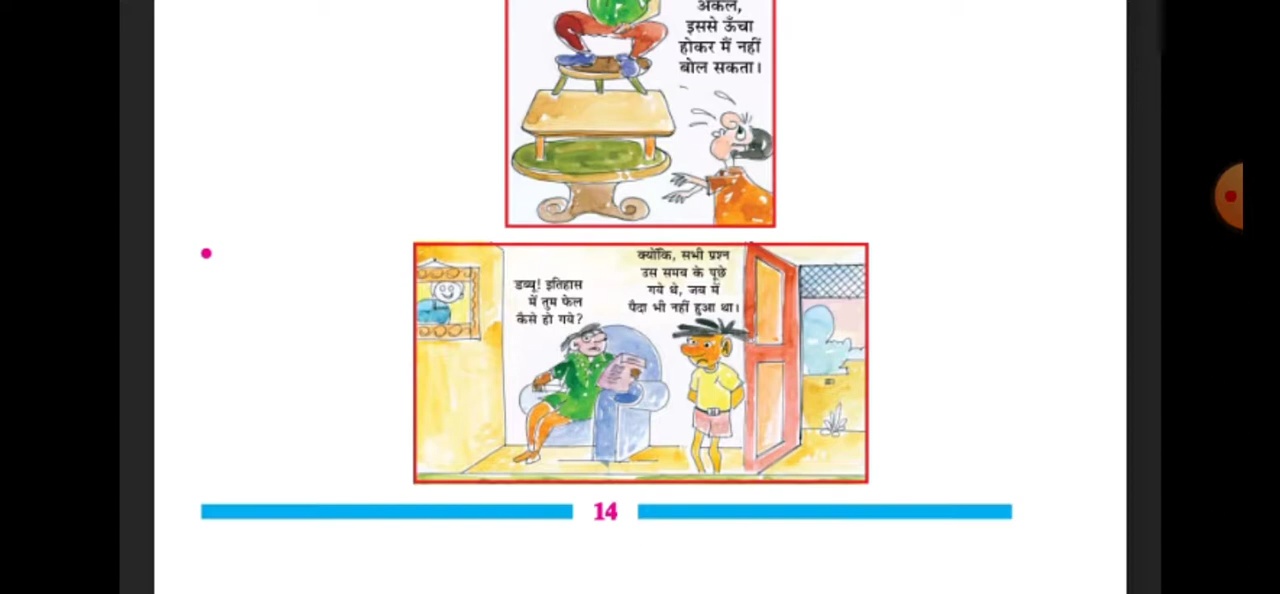 अंकल,
इससे ऊँचा
होकर मैं नहीं
बोल सकता।
डब्यू! इतिहास
में तुम फेल
कैसे हो गये?
क्योंकि, सभी प्रश्न
उस समय के पूछे
गये थे, जब मैं
पैदा भी नहीं हुआ था।
14